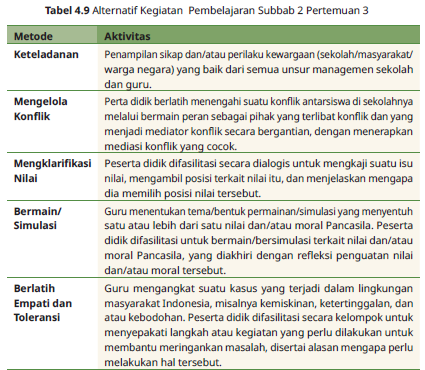 Tabel 4.9 Alternatif Kegiatan Pembelajaran Subbab 2 Pertemuan 3
Metode Aktivitas
Keteladanan Penampilan sikap dan/atau perilaku kewargaan (sekolah/masyarakat/
warga negara) yang baik dari semua unsur managemen sekolah
dan guru.
Mengelola Perta didik berlatih menengahi suatu konflik antarsiswa di sekolahnya
Konflik melalui bermain peran sebagai pihak yang terlibat konflik dan yang
menjadi mediator konflik secara bergantian, dengan menerapkan
mediasi konflik yang cocok.
Mengklarifikasi Peserta didik difasilitasi secara dialogis untuk mengkaji suatu isu
Nilai nilai, mengambil posisi terkait nilai itu, dan menjelaskan mengapa
dia memilih posisi nilai tersebut.
Bermain/ Guru menentukan tema/bentuk permainan/simulasi yang menyentuh
Simulasi satu atau lebih dari satu nilai dan/atau moral Pancasila. Peserta
didik difasilitasi untuk bermain/bersimulasi terkait nilai dan/atau
moral Pancasila, yang diakhiri dengan refleksi penguatan nilai
dan/atau moral tersebut.
Berlatih Guru mengangkat suatu kasus yang terjadi dalam lingkungan
Empati dan masyarakat Indonesia, misalnya kemiskinan, ketertinggalan, dan
Toleransi atau kebodohan. Peserta didik difasilitasi secara kelompok untuk
menyepakati langkah atau kegiatan yang perlu dilakukan untuk
membantu meringankan masalah, disertai alasan mengapa perlu
melakukan hal tersebut.